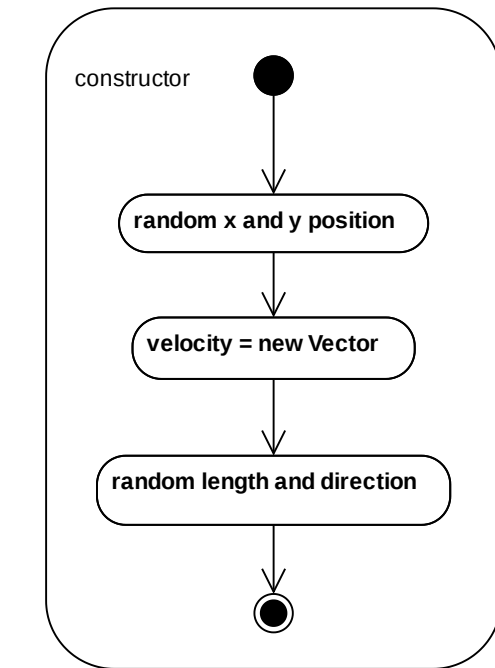 constructor
random x and y position
velocity = new Vector
random length and direction